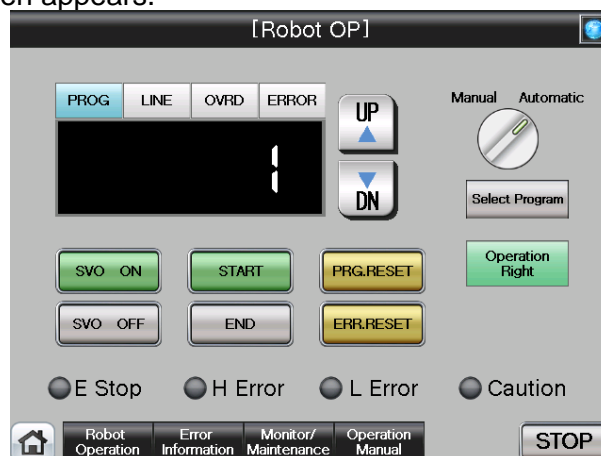 en appears.
[Robot OP]
PROG LINE OVRD ERROR
1
UP
DN
Manual Automatic
Select Program
Operation
Right
SVO ON START PRG.RESET
SVO OFF END ERR.RESET
E Stop H Error L Error Caution
Robot
Operation
Error
Information
Monitor/
Maintenance
Operation
Manual
STOP